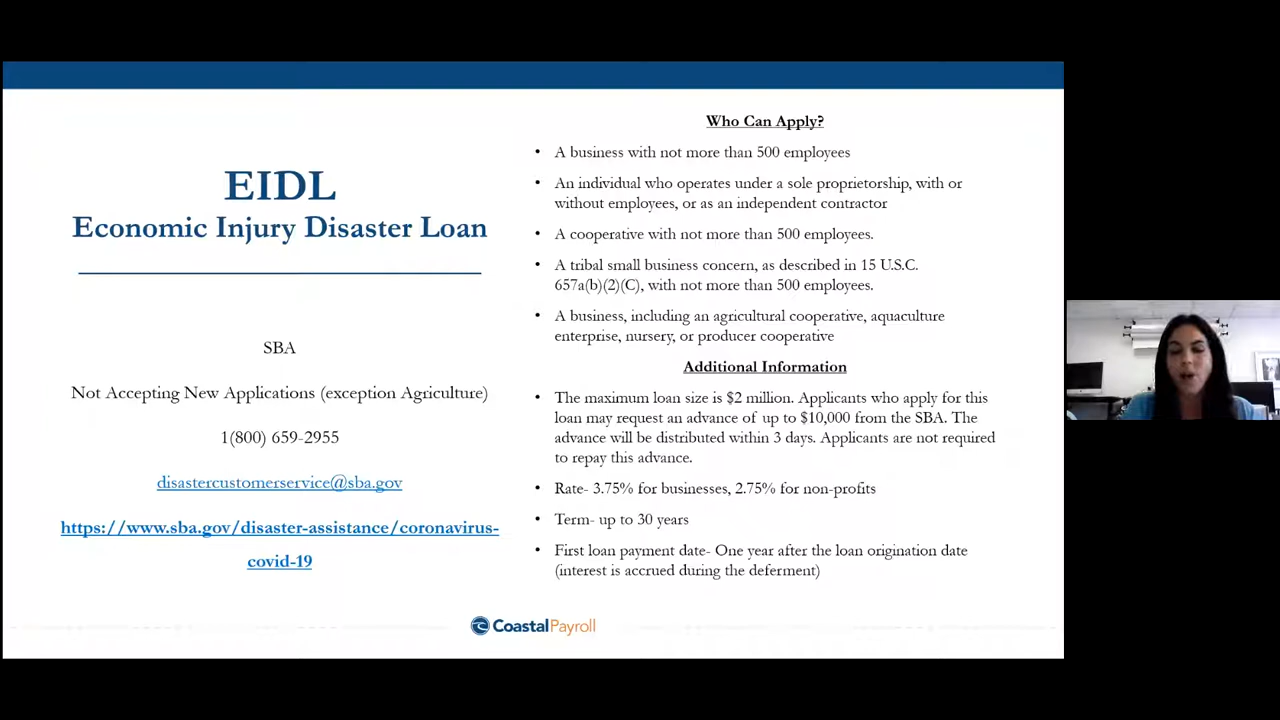 EIDL
Economic Injury Disaster Loan
SBA
Not Accepting New Applications (exception Agriculture)
1(800) 659-2955
disastercustomerservice@sba.gov
https://www.sba.gov/disaster-assistance/coronavirus-
covid-19
Who Can Apply?
• A business with not more than 500 employees
• An individual who operates under a sole proprietorship, with or
without employees, or as an independent contractor
• A cooperative with not more than 500 employees.
• A tribal small business concern, as described in 15 U.S.C.
657a(b)(2)(C), with not more than 500 employees.
• A business, including an agricultural cooperative, aquaculture
enterprise, nursery, or producer cooperative
Additional Information
• The maximum loan size is $2 million. Applicants who apply for this
loan may request an advance of up to $10,000 from the SBA. The
advance will be distributed within 3 days. Applicants are not required
to repay this advance.
• Rate- 3.75% for businesses, 2.75% for non-profits
• Term- up to 30 years
• First loan payment date- One year after the loan origination date
(interest is accrued during the deferment)
CoastalPayroll